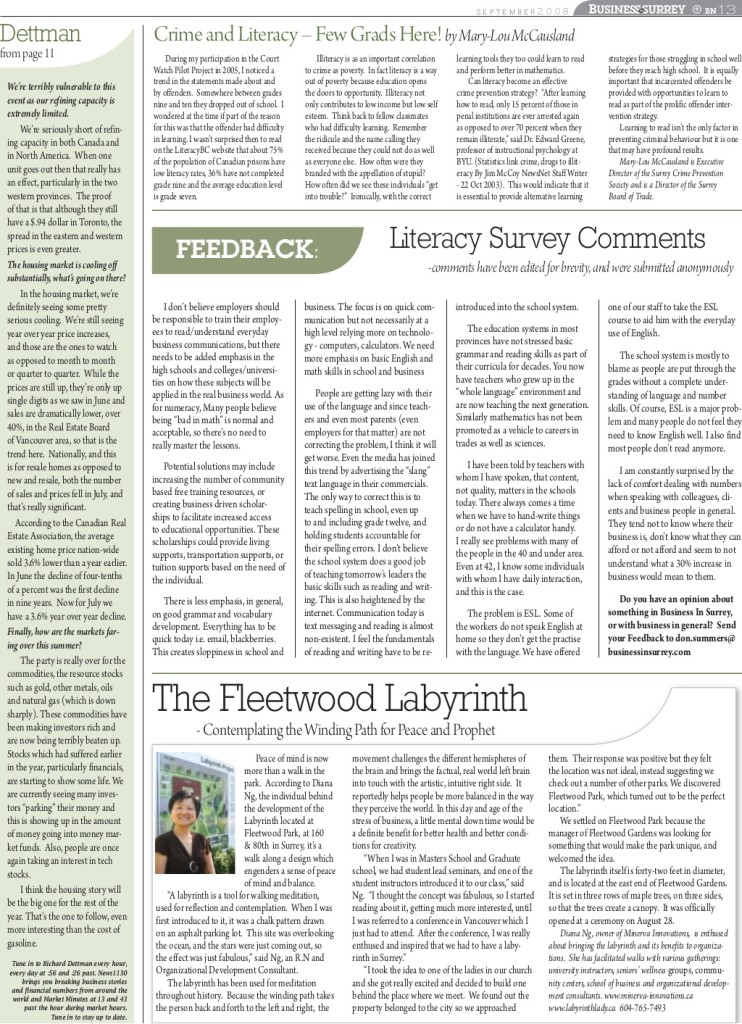 SEPTEMBER2008 BUSINESS IN SURREY BN 13
Dettman
from page 11
We're terribly vulnerable to this
event as our refining capacity is
extremely limited.
We're seriously short of refin-
ing capacity in both Canada and
in North America. When one
unit goes out then that really has
an effect, particularly in the two
western provinces. The proof
of that is that although they still
have a $.94 dollar in Toronto, the
spread in the eastern and western
prices is even greater.
The housing market is cooling off
substantially, what's going on there?
In the housing market, we're
definitely seeing some pretty
serious cooling. We're still seeing
year over year price increases,
and those are the ones to watch
as opposed to month to month
or quarter to quarter. While the
prices are still up, they're only up
single digits as we saw in June and
sales are dramatically lower, over
40%, in the Real Estate Board
of Vancouver area, so that is the
trend here. Nationally, and this
is for resale homes as opposed to
new and resale, both the number
of sales and prices fell in July, and
that's really significant.
According to the Canadian Real
Estate Association, the average
existing home price nation-wide
sold 3.6% lower than a year earlier.
In June the decline of four-tenths
of a percent was the first decline
in nine years. Now for July we
have a 3.6% year over year decline.
Finally, how are the markets far-
ing over this summer?
The party is really over for the
commodities, the resource stocks
such as gold, other metals, oils
and natural gas (which is down
sharply). These commodities have
been making investors rich and
are now being terribly beaten up.
Stocks which had suffered earlier
in the year, particularly financials,
are starting to show some life. We
are currently seeing many inves-
tors "parking" their money and
this is showing up in the amount
of money going into money mar-
ket funds. Also, people are once
again taking an interest in tech
stocks.
I think the housing story will
be the big one for the rest of the
year. That's the one to follow, even
more interesting than the cost of
gasoline.
Tune in to Richard Dettman every hour,
every day at :56 and :26 past. News1130
brings you breaking business stories
and financial numbers from around the
world and Market Minutes at 13 and 43
past the hour during market hours.
Tune in to stay up to date.
Crime and Literacy – Few Grads Here! by Mary-Lou McCausland
During my participation in the Court
Watch Pilot Project in 2005, I noticed a
trend in the statements made about and
by offenders. Somewhere between grades
nine and ten they dropped out of school. I
wondered at the time if part of the reason
for this was that the offender had difficulty
in learning. I wasn't surprised then to read
on the LiteracyBC website that about 75%
of the population of Canadian prisons have
low literacy rates, 36% have not completed
grade nine and the average education level
is grade seven.
Illiteracy is as an important correlation
to crime as poverty. In fact literacy is a way
out of poverty because education opens
the doors to opportunity. Illiteracy not
only contributes to low income but low self
esteem. Think back to fellow classmates
who had difficulty learning. Remember
the ridicule and the name calling they
received because they could not do as well
as everyone else. How often were they
branded with the appellation of stupid?
How often did we see these individuals "get
into trouble?" Ironically, with the correct
learning tools they too could learn to read
and perform better in mathematics.
Can literacy become an effective
crime prevention strategy? "After learning
how to read, only 15 percent of those in
penal institutions are ever arrested again
as opposed to over 70 percent when they
remain illiterate," said Dr. Edward Greene,
professor of instructional psychology at
BYU. (Statistics link crime, drugs to illit-
eracy By Jim McCoy NewsNet Staff Writer
- 22 Oct 2003). This would indicate that it
is essential to provide alternative learning
strategies for those struggling in school well
before they reach high school. It is equally
important that incarcerated offenders be
provided with opportunities to learn to
read as part of the prolific offender inter-
vention strategy.
Learning to read isn't the only factor in
preventing criminal behaviour but it is one
that may have profound results.
Mary-Lou McCausland is Executive
Director of the Surrey Crime Prevention
Society and is a Director of the Surrey
Board of Trade.
FEEDBACK:
Literacy Survey Comments
-comments have been edited for brevity, and were submitted anonymously
I don't believe employers should
be responsible to train their employ-
ees to read/understand everyday
business communications, but there
needs to be added emphasis in the
high schools and colleges/universi-
ties on how these subjects will be
applied in the real business world. As
for numeracy, Many people believe
being "bad in math" is normal and
acceptable, so there's no need to
really master the lessons.
Potential solutions may include
increasing the number of community
based free training resources, or
creating business driven scholar-
ships to facilitate increased access
to educational opportunities. These
scholarships could provide living
supports, transportation supports, or
tuition supports based on the need of
the individual.
There is less emphasis, in general,
on good grammar and vocabulary
development. Everything has to be
quick today i.e. email, blackberries.
This creates sloppiness in school and
business. The focus is on quick com-
munication but not necessarily at a
high level relying more on technolo-
gy - computers, calculators. We need
more emphasis on basic English and
math skills in school and business
People are getting lazy with their
use of the language and since teach-
ers and even most parents (even
employers for that matter) are not
correcting the problem, I think it will
get worse. Even the media has joined
this trend by advertising the "slang"
text language in their commercials.
The only way to correct this is to
teach spelling in school, even up
to and including grade twelve, and
holding students accountable for
their spelling errors. I don't believe
the school system does a good job
of teaching tomorrow's leaders the
basic skills such as reading and writ-
ing. This is also heightened by the
internet. Communication today is
text messaging and reading is almost
non-existent. I feel the fundamentals
of reading and writing have to be re-
introduced into the school system.
The education systems in most
provinces have not stressed basic
grammar and reading skills as part of
their curricula for decades. You now
have teachers who grew up in the
"whole language" environment and
are now teaching the next generation.
Similarly mathematics has not been
promoted as a vehicle to careers in
trades as well as sciences.
I have been told by teachers with
whom I have spoken, that content,
not quality, matters in the schools
today. There always comes a time
when we have to hand-write things
or do not have a calculator handy.
I really see problems with many of
the people in the 40 and under area.
Even at 42, I know some individuals
with whom I have daily interaction,
and this is the case.
The problem is ESL. Some of
the workers do not speak English at
home so they don't get the practise
with the language. We have offered
one of our staff to take the ESL
course to aid him with the everyday
use of English.
The school system is mostly to
blame as people are put through the
grades without a complete under-
standing of language and number
skills. Of course, ESL is a major prob-
lem and many people do not feel they
need to know English well. I also find
most people don't read anymore.
I am constantly surprised by the
lack of comfort dealing with numbers
when speaking with colleagues, cli-
ents and business people in general.
They tend not to know where their
business is, don't know what they can
afford or not afford and seem to not
understand what a 30% increase in
business would mean to them.
Do you have an opinion about
something in Business In Surrey,
or with business in general? Send
your Feedback to don.summers@
businessinsurrey.com
The Fleetwood Labyrinth
- Contemplating the Winding Path for Peace and Prophet
Peace of mind is now
more than a walk in the
park. According to Diana
Ng, the individual behind
the development of the
Labyrinth located at
Fleetwood Park, at 160
& 80th in Surrey, it's a
walk along a design which
engenders a sense of peace
of mind and balance.
"A labyrinth is a tool for walking meditation,
used for reflection and contemplation. When I was
first introduced to it, it was a chalk pattern drawn
on an asphalt parking lot. This site was overlooking
the ocean, and the stars were just coming out, so
the effect was just fabulous," said Ng, an R.N and
Organizational Development Consultant.
The labyrinth has been used for meditation
throughout history. Because the winding path takes
the person back and forth to the left and right, the
movement challenges the different hemispheres of
the brain and brings the factual, real world left brain
into touch with the artistic, intuitive right side. It
reportedly helps people be more balanced in the way
they perceive the world. In this day and age of the
stress of business, a little mental down time would be
a definite benefit for better health and better condi-
tions for creativity.
"When I was in Masters School and Graduate
school, we had student lead seminars, and one of the
student instructors introduced it to our class," said
Ng. "I thought the concept was fabulous, so I started
reading about it, getting much more interested, until
I was referred to a conference in Vancouver which I
just had to attend. After the conference, I was really
enthused and inspired that we had to have a laby-
rinth in Surrey."
"I took the idea to one of the ladies in our church
and she got really excited and decided to build one
behind the place where we meet. We found out the
property belonged to the city so we approached
them. Their response was positive but they felt
the location was not ideal, instead suggesting we
check out a number of other parks. We discovered
Fleetwood Park, which turned out to be the perfect
location."
We settled on Fleetwood Park because the
manager of Fleetwood Gardens was looking for
something that would make the park unique, and
welcomed the idea.
The labyrinth itself is forty-two feet in diameter,
and is located at the east end of Fleetwood Gardens.
It is set in three rows of maple trees, on three sides,
so that the trees create a canopy. It was officially
opened at a ceremony on August 28.
Diana Ng, owner of Minerva Innovations, is enthused
about bringing the labyrinth and its benefits to organiza-
tions. She has facilitated walks with various gatherings:
university instructors, seniors' wellness groups, commu-
nity centers, school of business and organizational develop-
ment consultants. www.minerva-innovations.ca
www.labyrinthlady.ca 604-765-7493